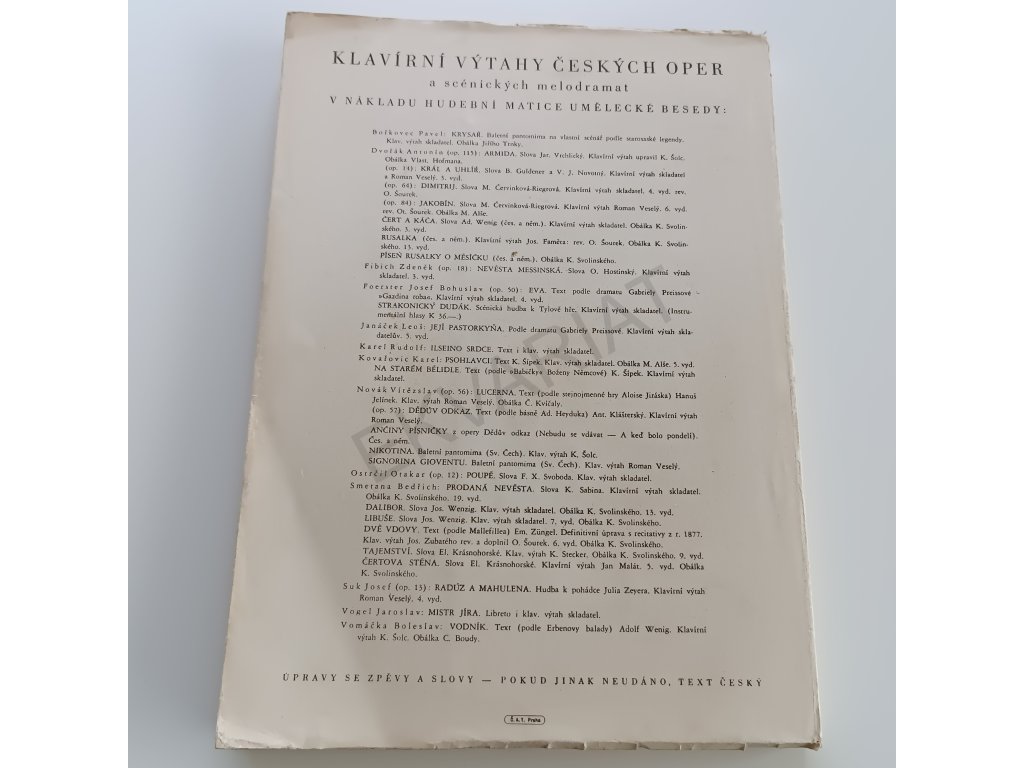 KLAVÍRNÍ VÝTAHY ČESKÝCH OPER
a scénických melodramat
V NÁKLADU HUDEBNÍ MATICE UMĚLECKÉ BESEDY:
Bořkovec Pavel: KRYSAŘ. Baletní pantomima na vlastní scénář podle starosaské legendy.
Klav. výtah skladatel. Obálka Jiřího Trnky.
Dvořák Antonín (op. 115): ARMIDA. Slova Jar. Vrchlický. Klavírní výtah upravil K. Šolc.
Obálka Vlast. Hofmana.
(op. 14): KRÁL A UHLÍŘ. Slova B. Guldener a V. J. Novotný. Klavírní výtah skladatel
a Roman Veselý. 3. vyd.
(op. 64): DIMITRIJ. Slova M. Červinková-Riegrová. Klavírní výtah skladatel. 4. vyd. rev.
O. Šourek.
(op. 84): JAKOBÍN. Slova M. Červinková-Riegrová. Klavírní výtah Roman Veselý. 6. vyd.
rev. Ot. Šourek. Obálka M. Alše.
ČERT A KÁČA. Slova Ad. Wenig (čes. a něm.). Klavírní výtah skladatel. Obálka K. Svolin-
ského. 3. vyd.
RUSALKA (čes. a něm.). Klavírní výtah Jos. Faměra: rev. O. Šourek. Obálka K. Svolin-
ského. 13. vyd.
PÍSEŇ RUSALKY O MĚSÍČKU (čes. a něm.). Obálka K. Svolinského.
Fibich Zdeněk (op. 18): NEVĚSTA MESSINSKÁ. Slova O. Hostinský. Klavírní výtah
skladatel. 3. vyd.
Foerster Josef Bohuslav (op. 50): EVA. Text podle dramatu Gabriely Preissové -
»Gazdina roba«. Klavírní výtah skladatel. 4. vyd.
STRAKONICKÝ DUDÁK. Scénická hudba k Tylově hře. Klavírní výtah skladatel. (Instru-
mentální hlasy K 36.—.)
Janáček Leoš: JEJÍ PASTORKYŇA. Podle dramatu Gabriely Preissové. Klavírní výtah skla-
datelův. 5. vyd.
Karel Rudolf: ILSEINO SRDCE. Text i klav. výtah skladatel.
Kovařovic Karel: PSOHLAVCI. Text K. Šípek. Klav. výtah skladatel. Obálka M. Alše. 5. vyd.
NA STARÉM BĚLIDLE. Text (podle »Babičky« Boženy Němcové) K. Šípek. Klavírní výtah
skladatel.
Novák Vítězslav (op. 56): LUCERNA. Text (podle stejnojmenné hry Aloise Jiráska) Hanuš
Jelínek. Klav. výtah Roman Veselý. Obálka Č. Kvíčaly.
(op. 57): DĚDŮV ODKAZ. Text (podle básně Ad. Heyduka) Ant. Klášterský. Klavírní výtah
Roman Veselý.
ANČINY PÍSNIČKY z opery Dědův odkaz (Nebudu se vdávat — A keď bolo pondelí).
Čes. a něm.
NIKOTINA. Baletní pantomima (Sv. Čech). Klav. výtah K. Šolc.
SIGNORINA GIOVENTU. Baletní pantomima (Sv. Čech). Klav. výtah Roman Veselý.
Ostrčil Otakar (op. 12): POUPĚ. Slova F. X. Svoboda. Klav. výtah skladatel.
Smetana Bedřich: PRODANÁ NEVĚSTA. Slova K. Sabina. Klavírní výtah skladatel.
Obálka K. Svolinského. 19. vyd.
DALIBOR. Slova Jos. Wenzig. Klav. výtah skladatel. Obálka K. Svolinského. 13. vyd.
LIBUŠE. Slova Jos. Wenzig. Klav. výtah skladatel. 7. vyd. Obálka K. Svolinského.
DVĚ VDOVY. Text (podle Mallefillea) Em. Züngel. Definitivní úprava s recitativy z r. 1877.
Klav. výtah Jos. Zubatého rev. a doplnil O. Šourek. 6. vyd. Obálka K. Svolinského.
TAJEMSTVÍ. Slova El. Krásnohorské. Klav. výtah K. Stecker. Obálka K. Svolinského. 9. vyd.
ČERTOVA STĚNA. Slova El. Krásnohorské. Klavírní výtah Jan Malát. 5. vyd. Obálka
K. Svolinského.
Suk Josef (op. 13): RADÚZ A MAHULENA. Hudba k pohádce Julia Zeyera. Klavírní výtah
Roman Veselý. 4. vyd.
Vogel Jaroslav: MISTR JÍRA. Libreto i klav. výtah skladatel.
Vomáčka Boleslav: VODNÍK. Text (podle Erbenovy balady) Adolf Wenig. Klavírní
výtah K. Šolc. Obálka C. Boudy.
ÚPRAVY SE ZPĚVY A SLOVY — POKUD JINAK NEUDÁNO, TEXT ČESKÝ
Č. A. T. Praha